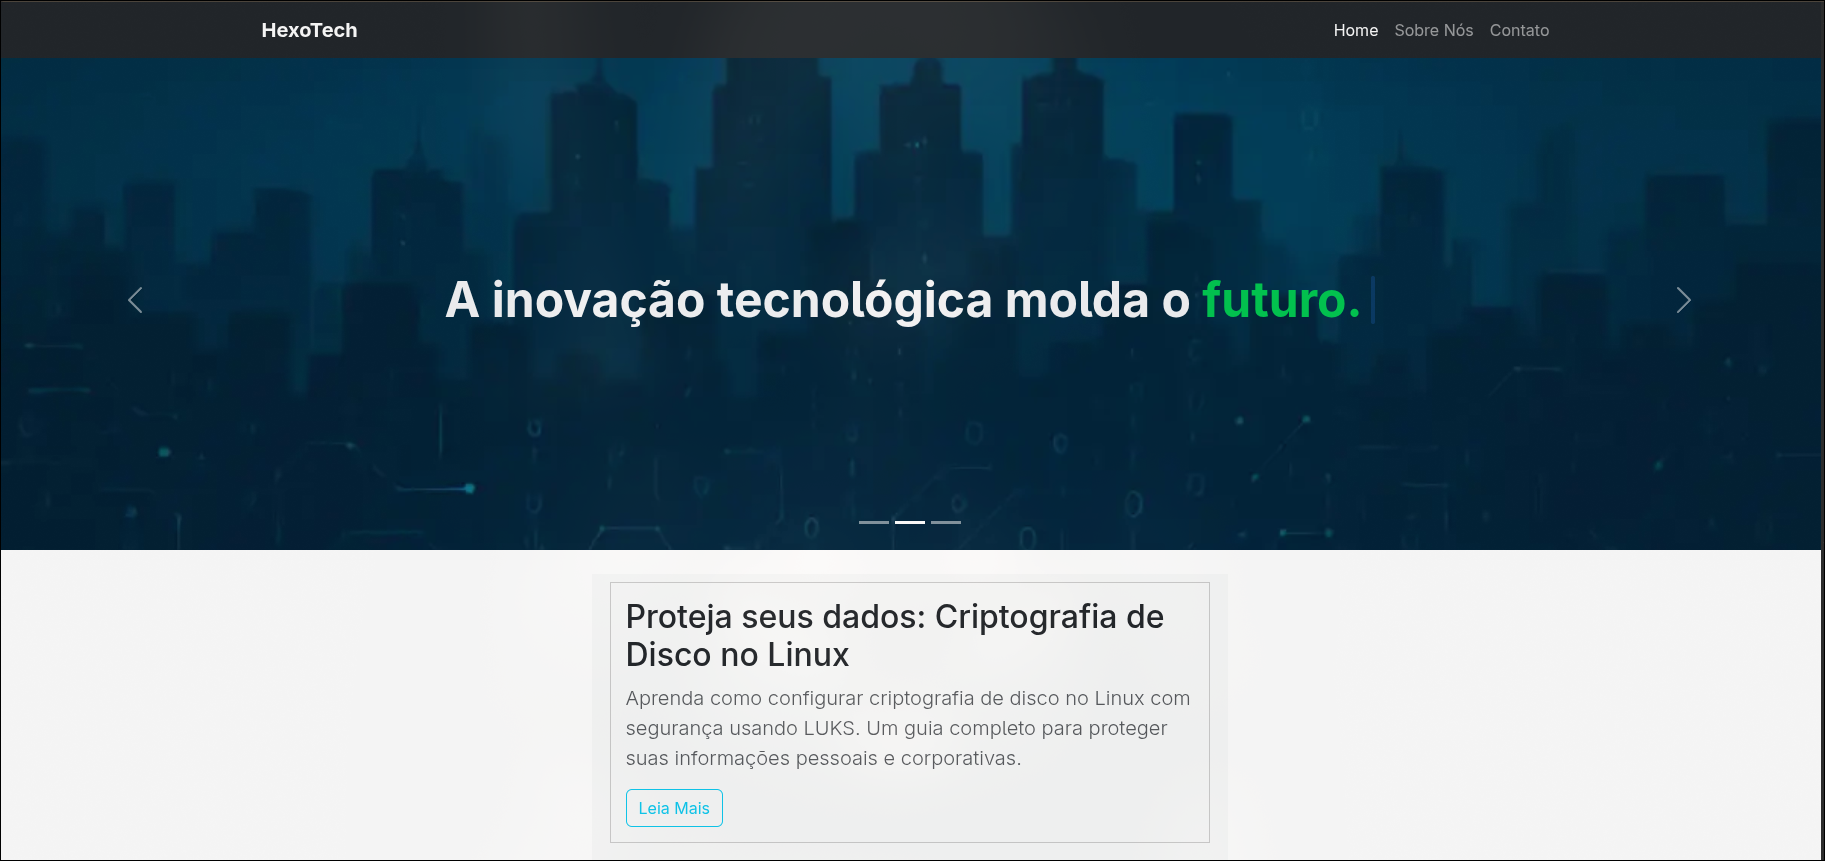 HexoTech
Home Sobre Nós Contato
A inovação tecnológica molda o futuro.
Proteja seus dados: Criptografia de
Disco no Linux
Aprenda como configurar criptografia de disco no Linux com
segurança usando LUKS. Um guia completo para proteger
suas informações pessoais e corporativas.
Leia Mais